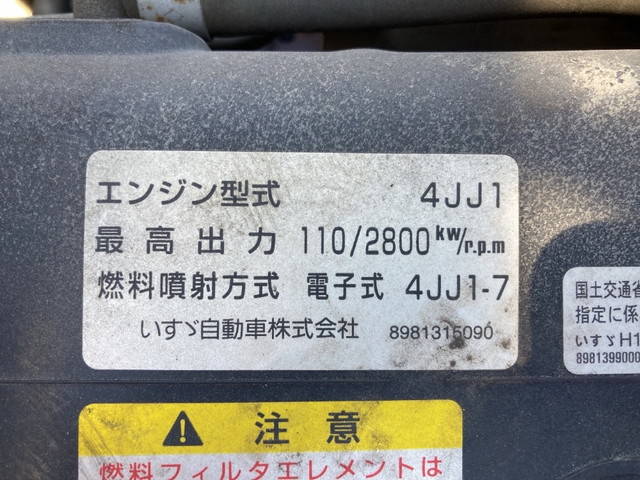 エンジン型式 4JJ1
最高出力 110/2800kW/r.p.m
燃料噴射方式 電子式 4JJ1-7
いすゞ自動車株式会社 8981315090
国土交通省
指定に係
いすゞH1
8981399000
注意
燃料フィルタエレメントは